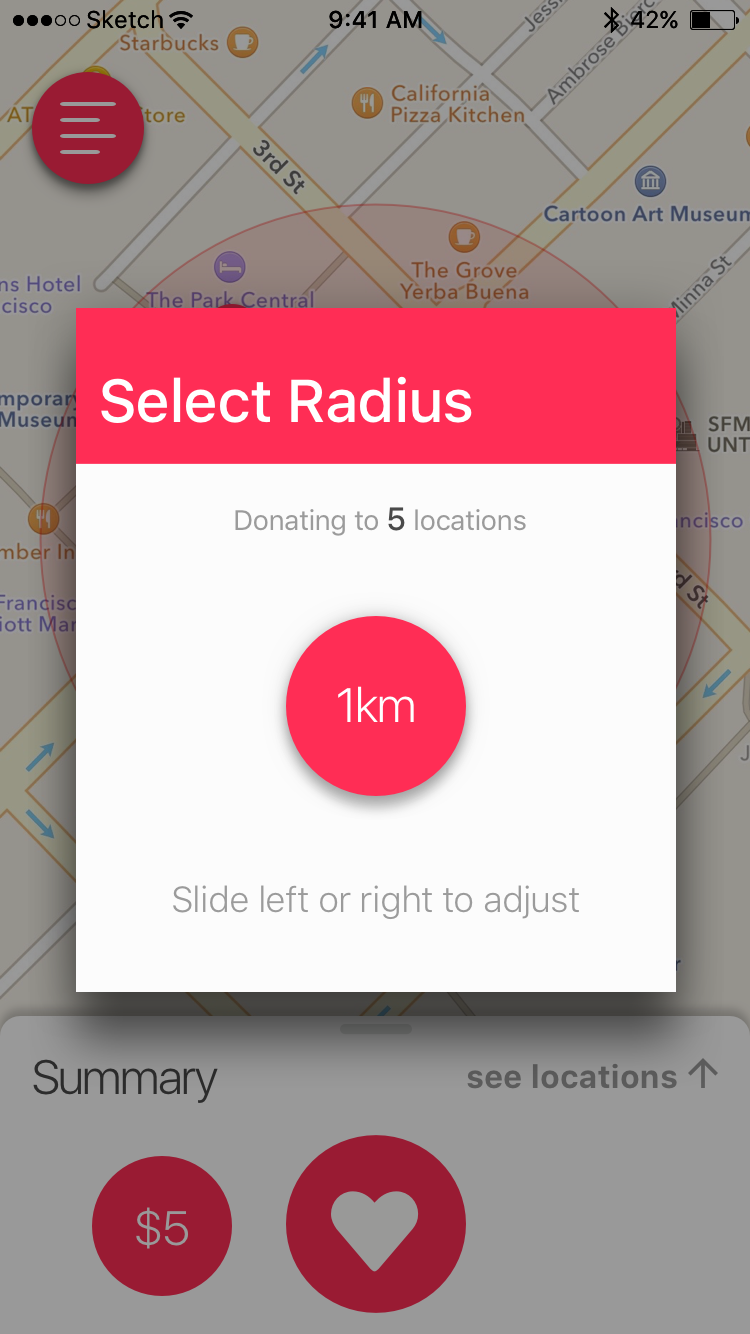 Sketch 9:41 AM 42%
Starbucks
California
Pizza Kitchen
Ambrose
AT
tore
3rd St
Cartoon Art Museum
The Grove
Yerba Buena
Minna St
ns Hotel
cisco
The Park Central
mporary
Museum
SFM
UNT
Select Radius
Donating to 5 locations
ncisco
mber In
rd St
Francisc
iott Mar
1km
Slide left or right to adjust
Summary
see locations
$5